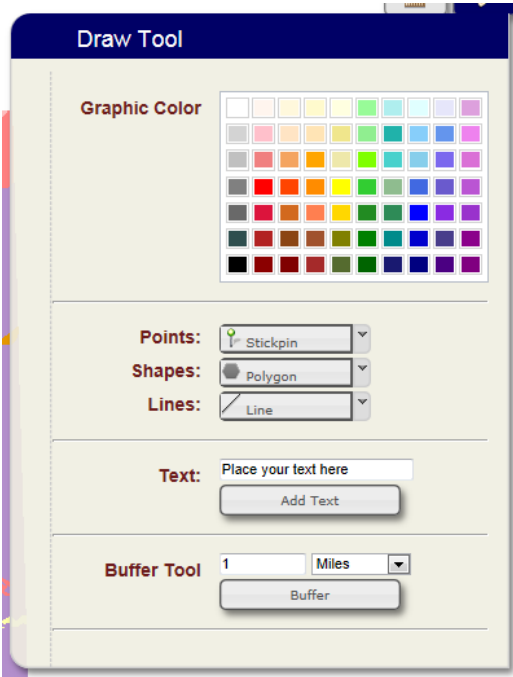 Draw Tool
Graphic Color
Points: Stickpin
Shapes: Polygon
Lines: Line
Text: Place your text here
Add Text
Buffer Tool 1 Miles
Buffer